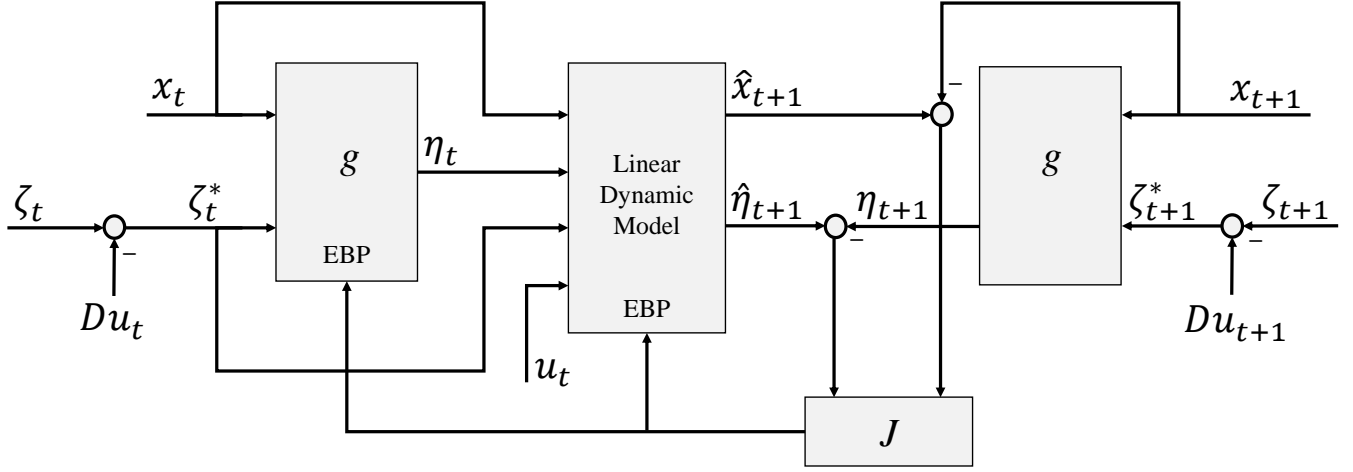 x_t
g
EBP
η_t
ζ_t
ζ_t^*
−
Du_t
Linear
Dynamic
Model
EBP
u_t
x̂_{t+1}
η̂_{t+1}
−
−
η_{t+1}
g
x_{t+1}
ζ_{t+1}^*
ζ_{t+1}
−
Du_{t+1}
J